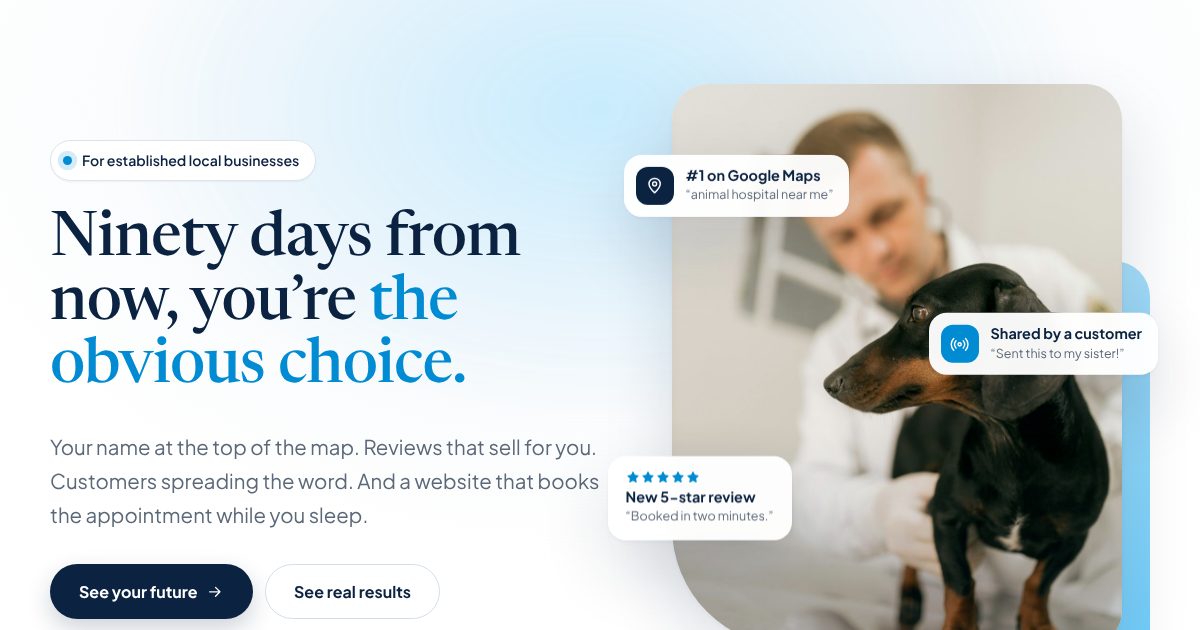 For established local businesses
Ninety days from
now, you’re the
obvious choice.
Your name at the top of the map. Reviews that sell for you.
Customers spreading the word. And a website that books
the appointment while you sleep.
See your future →
See real results
#1 on Google Maps
“animal hospital near me”
Shared by a customer
“Sent this to my sister!”
New 5-star review
“Booked in two minutes.”